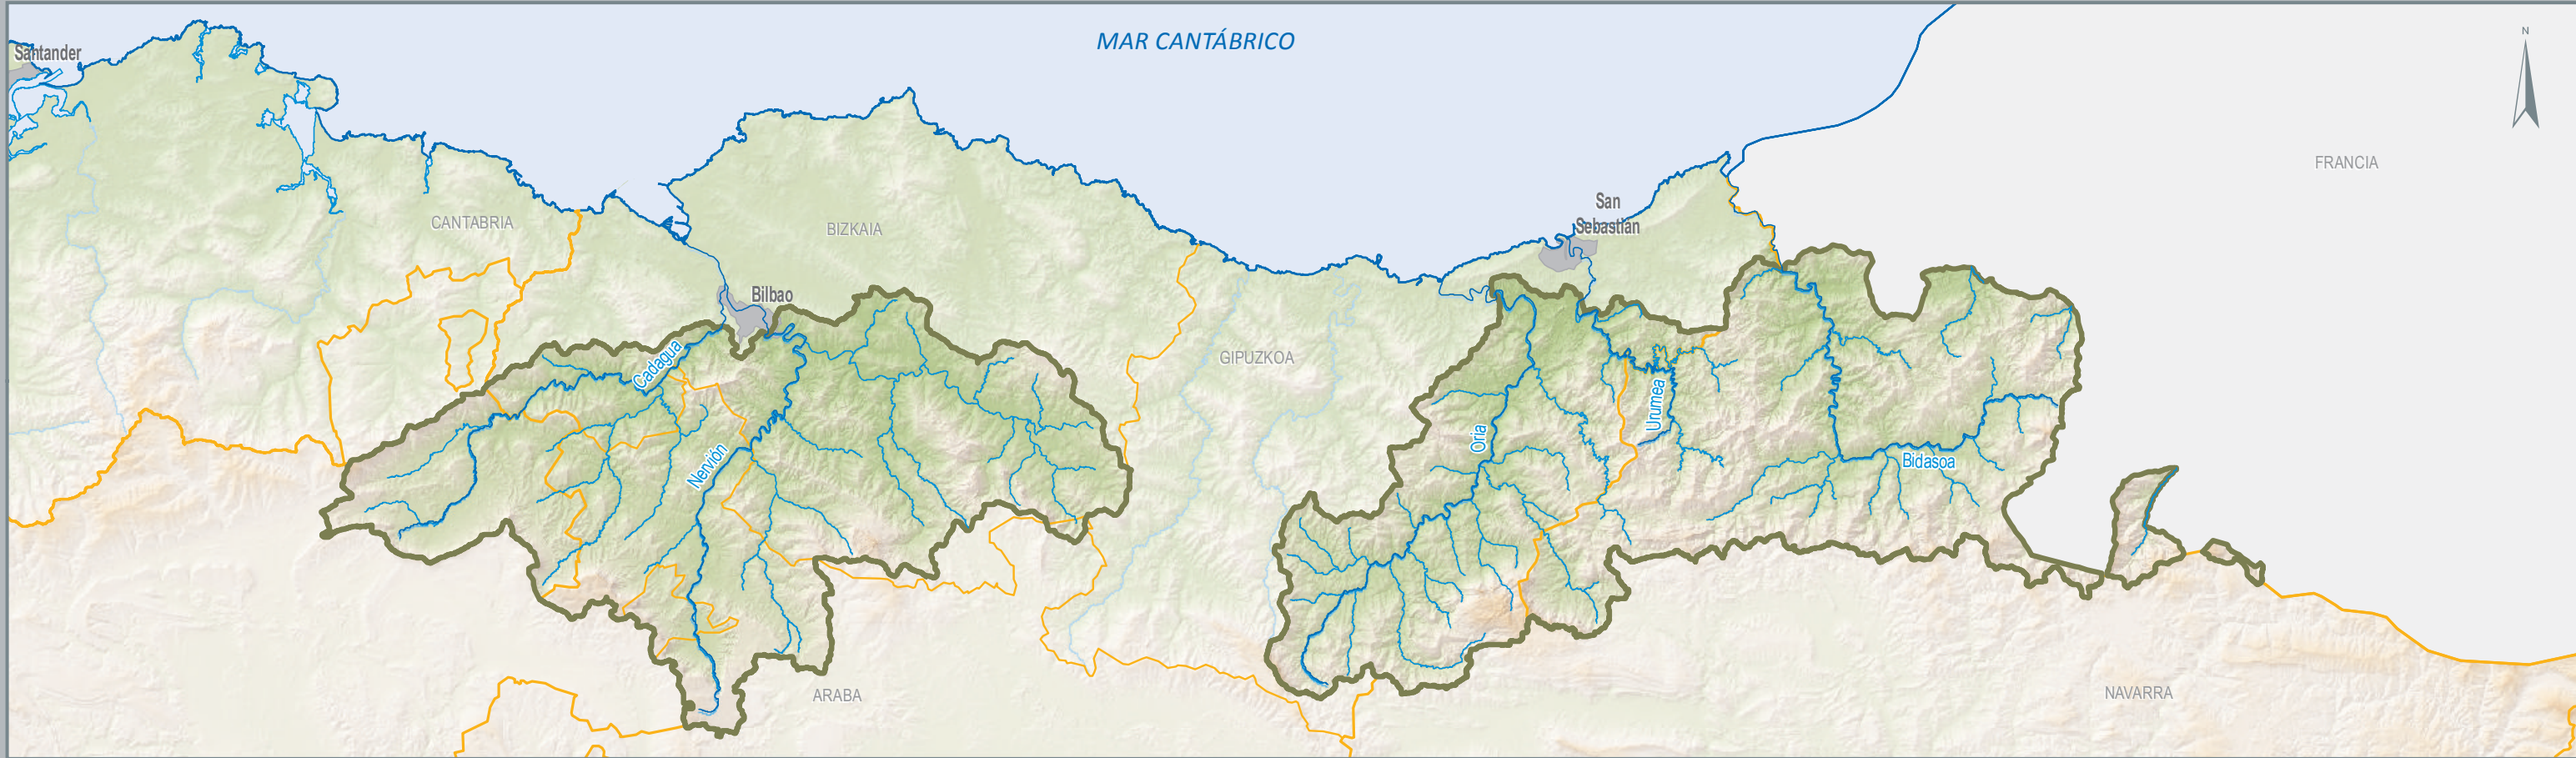 MAR CANTÁBRICO
N
Santander
FRANCIA
San
Sebastián
CANTABRIA
BIZKAIA
Bilbao
GIPUZKOA
Cadagua
Urumea
Oria
Nervión
Bidasoa
ARABA
NAVARRA